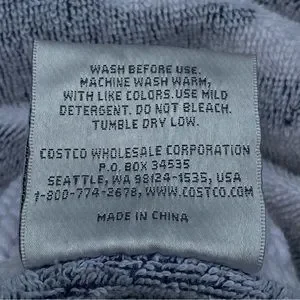 WASH BEFORE USE.
MACHINE WASH WARM,
WITH LIKE COLORS.USE MILD
DETERGENT. DO NOT BLEACH.
TUMBLE DRY LOW.
COSTCO WHOLESALE CORPORATION
P.O. BOX 34535
SEATTLE, WA 98124-1535, USA
1-800-774-2678, WWW.COSTCO.COM
MADE IN CHINA